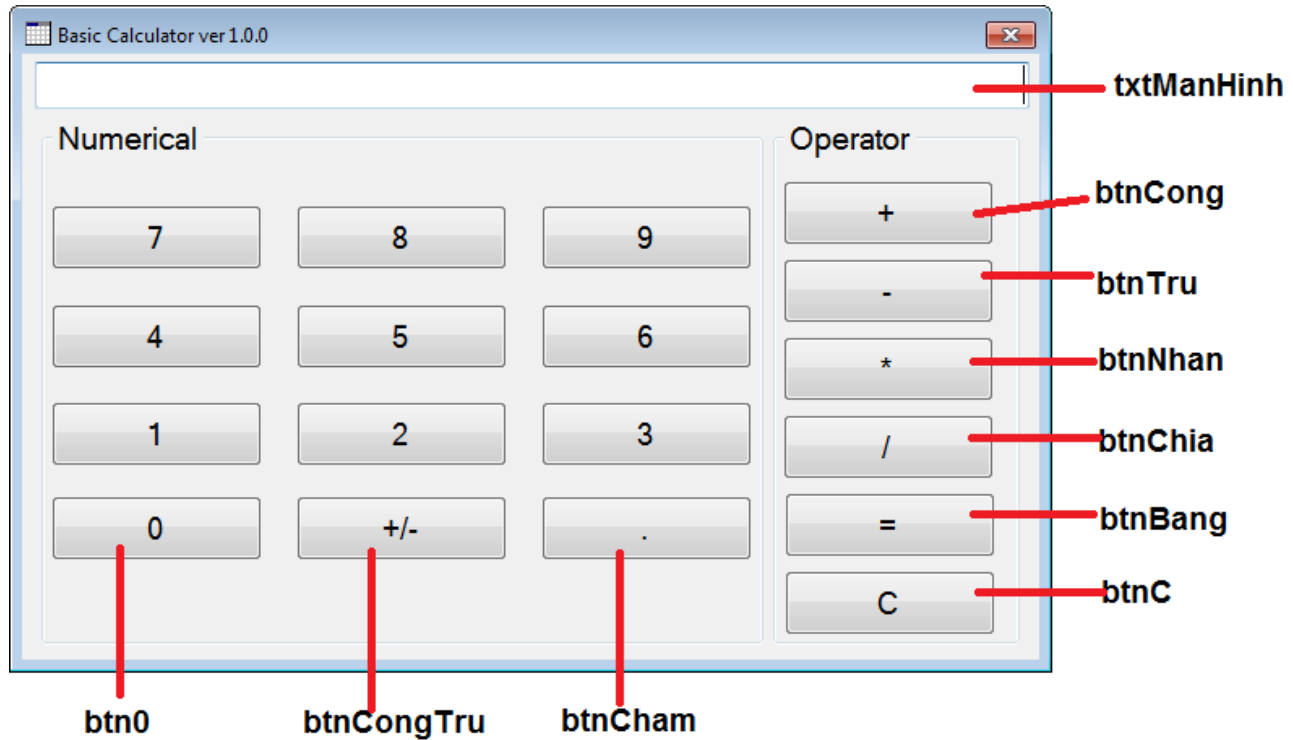 Basic Calculator ver 1.0.0
txtManHinh
Numerical
Operator
7 8 9
4 5 6
1 2 3
0 +/- .
+
btnCong
-
btnTru
*
btnNhan
/
btnChia
=
btnBang
C
btnC
btn0 btnCongTru btnCham